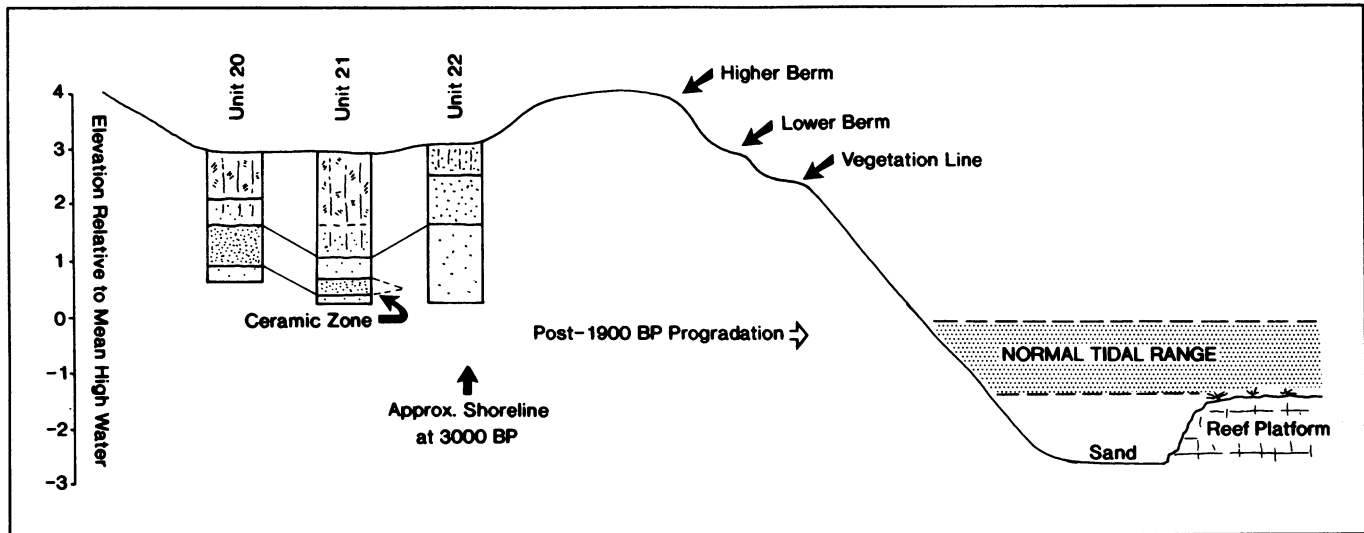 Unit 20
Unit 21
Unit 22
Higher Berm
Lower Berm
Vegetation Line
4
3
2
1
0
-1
-2
-3
Elevation Relative to Mean High Water
Ceramic Zone
Post-1900 BP Progradation
NORMAL TIDAL RANGE
Approx. Shoreline
at 3000 BP
Sand
Reef Platform